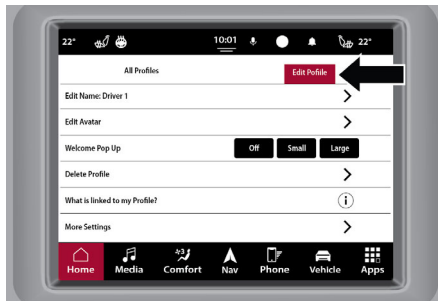 22° 10:01 22°
All Profiles Edit Pofiile
Edit Name: Driver 1
Edit Avatar
Welcome Pop Up Off Small Large
Delete Profile
What is linked to my Profile?
More Settings
Home Media Comfort Nav Phone Vehicle Apps